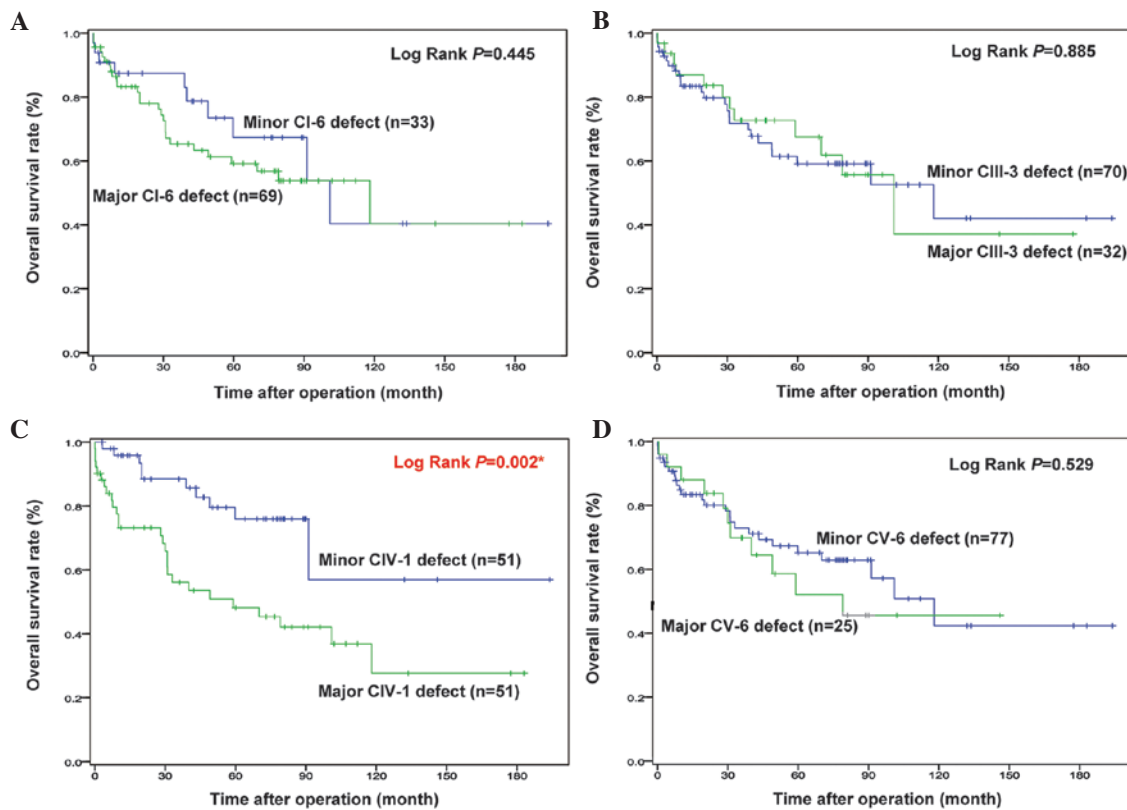 A
Log Rank P=0.445
Minor CI-6 defect (n=33)
Major CI-6 defect (n=69)
Overall survival rate (%)
1.0
0.8
0.6
0.4
0.2
0.0
0 30 60 90 120 150 180
Time after operation (month)
B
Log Rank P=0.885
Minor CIII-3 defect (n=70)
Major CIII-3 defect (n=32)
Overall survival rate (%)
1.0
0.8
0.6
0.4
0.2
0.0
0 30 60 90 120 150 180
Time after operation (month)
C
Log Rank P=0.002*
Minor CIV-1 defect (n=51)
Major CIV-1 defect (n=51)
Overall survival rate (%)
1.0
0.8
0.6
0.4
0.2
0.0
0 30 60 90 120 150 180
Time after operation (month)
D
Log Rank P=0.529
Minor CV-6 defect (n=77)
Major CV-6 defect (n=25)
Overall survival rate (%)
1.0
0.8
0.6
0.4
0.2
0.0
0 30 60 90 120 150 180
Time after operation (month)